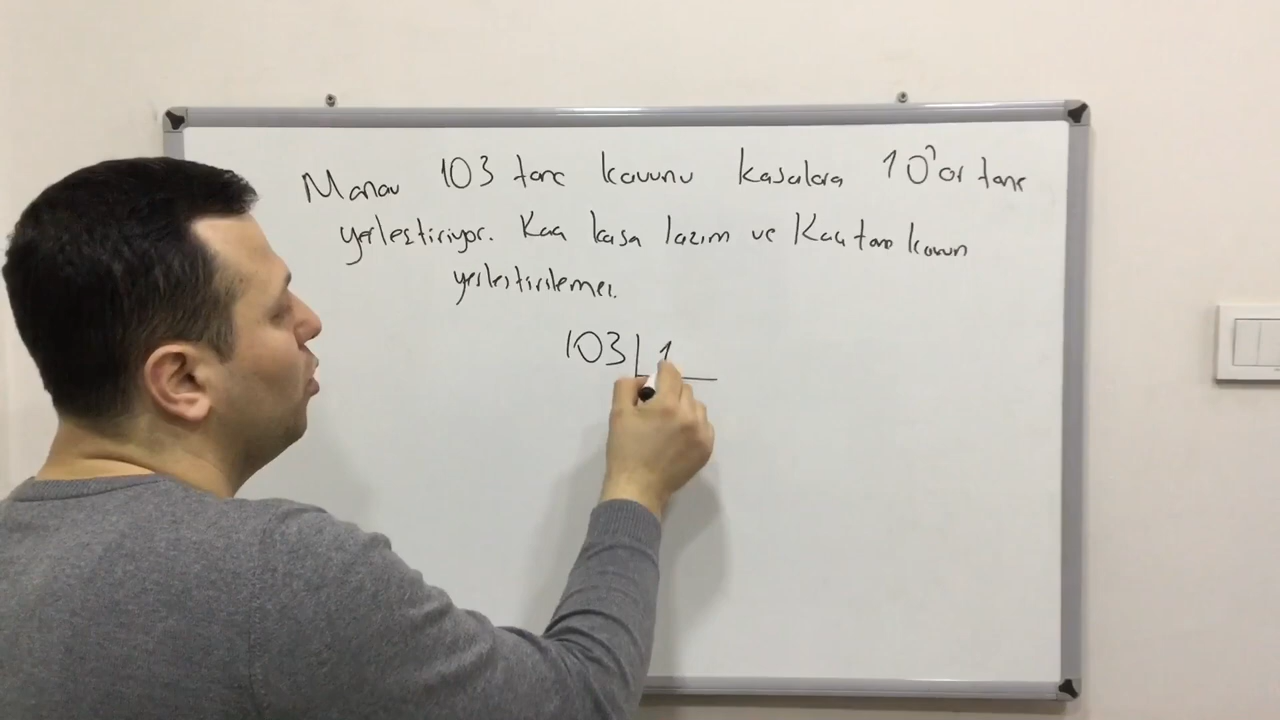 Manav 103 tane kavunu kasalara 10'ar tane
yerleştiriyor. Kaç kasa lazım ve Kaç tane kavun
yerleştirilemez.
103 1